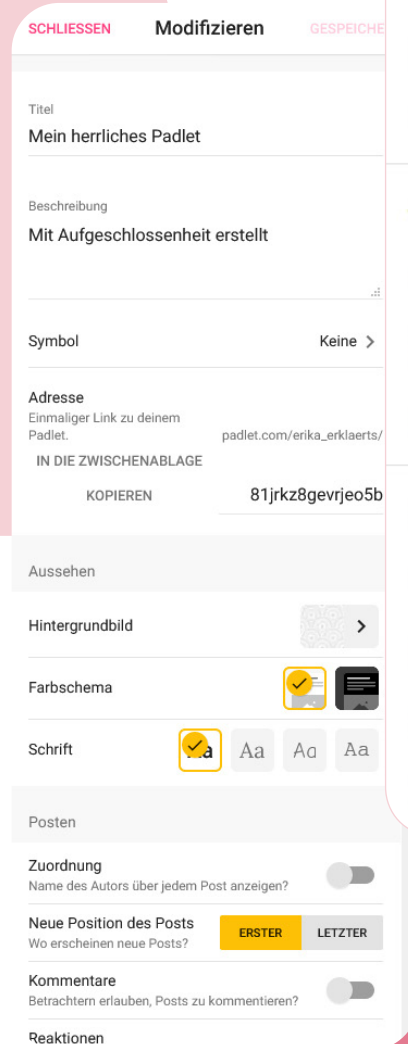 SCHLIESSEN Modifizieren GESPEICHE
Titel
Mein herrliches Padlet
Beschreibung
Mit Aufgeschlossenheit erstellt
Symbol Keine
Adresse
Einmaliger Link zu deinem
Padlet. padlet.com/erika_erklaerts/
IN DIE ZWISCHENABLAGE
KOPIEREN 81jrkz8gevrjeo5b
Aussehen
Hintergrundbild
Farbschema
Schrift Aa Aa Aa Aa
Posten
Zuordnung
Name des Autors über jedem Post anzeigen?
Neue Position des Posts ERSTER LETZTER
Wo erscheinen neue Posts?
Kommentare
Betrachtern erlauben, Posts zu kommentieren?
Reaktionen